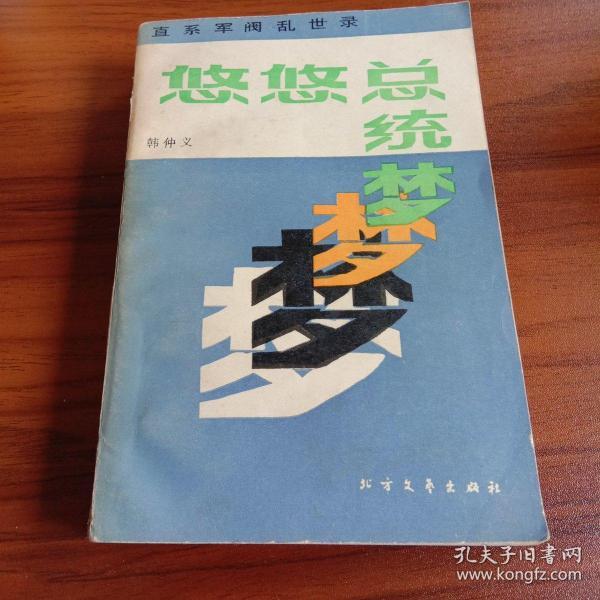 直系军阀乱世录
悠悠总统梦
梦
梦
梦
韩仲义
北方文艺出版社
孔夫子旧书网
www.kongfz.com